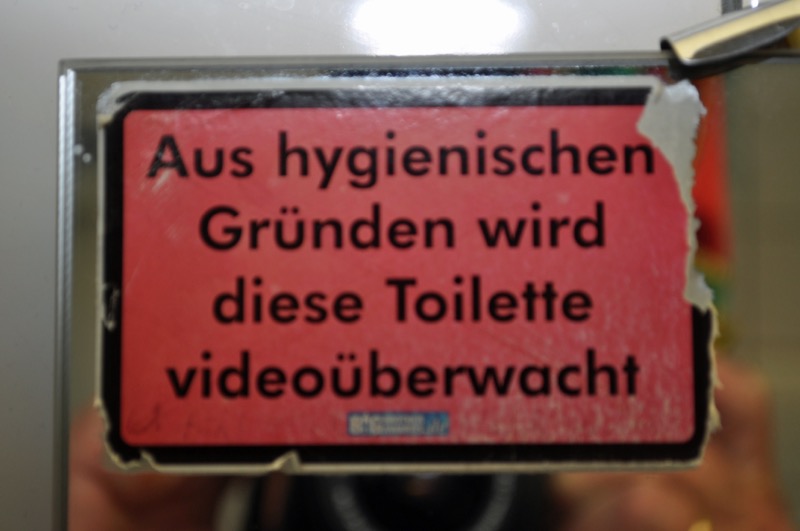 Aus hygienischen
Gründen wird
diese Toilette
videoüberwacht